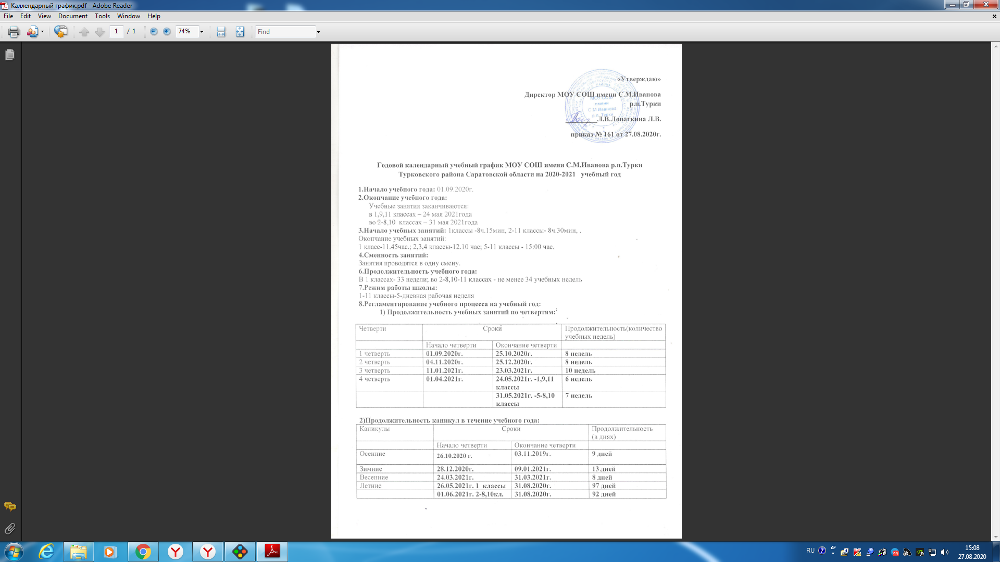 Каллендарный график.pdf - Adobe Reader
File Edit View Document Tools Window Help
1 / 1 74% Find
«Утверждаю»
Директор МОУ СОШ имени С.М.Иванова
р.п.Турки
МОУ СОШ
имени
С.М Иванова
р.п. Турки
Л.В.Лопаткина Л.В.
приказ № 161 от 27.08.2020г.
Годовой календарный учебный график МОУ СОШ имени С.М.Иванова р.п.Турки
Турковского района Саратовской области на 2020-2021 учебный год
1.Начало учебного года: 01.09.2020г.
2.Окончание учебного года:
Учебные занятия заканчиваются:
в 1,9,11 классах – 24 мая 2021года
во 2-8,10 классах – 31 мая 2021года
3.Начало учебных занятий: 1классы -8ч.15мин, 2-11 классы- 8ч.30мин, .
Окончание учебных занятий:
1 класс-11.45час.; 2,3,4 классы-12.10 час; 5-11 классы - 15:00 час.
4.Сменность занятий:
Занятия проводятся в одну смену.
6.Продолжительность учебного года:
В 1 классах- 33 недели; во 2-8,10-11 классах - не менее 34 учебных недель
7.Режим работы школы:
1-11 классы-5-дневная рабочая неделя
8.Регламентирование учебного процесса на учебный год:
1) Продолжительность учебных занятий по четвертям:
Четверти Сроки Продолжительность(количество
учебных недель)
Начало четверти Окончание четверти
1 четверть 01.09.2020г. 25.10.2020г. 8 недель
2 четверть 04.11.2020г. 25.12.2020г. 8 недель
3 четверть 11.01.2021г. 23.03.2021г. 10 недель
4 четверть 01.04.2021г. 24.05.2021г. -1,9,11 6 недель
классы
31.05.2021г. -5-8,10 7 недель
классы
2)Продолжительность каникул в течение учебного года:
Каникулы Сроки Продолжительность
(в днях)
Начало четверти Окончание четверти
Осенние 26.10.2020 г. 03.11.2019г. 9 дней
Зимние 28.12.2020г. 09.01.2021г. 13 дней
Весенние 24.03.2021г. 31.03.2021г. 8 дней
Летние 26.05.2021г. 1 классы 31.08.2020г. 97 дней
01.06.2021г. 2-8,10кл. 31.08.2020г. 92 дней
RU 99 15:08
27.08.2020